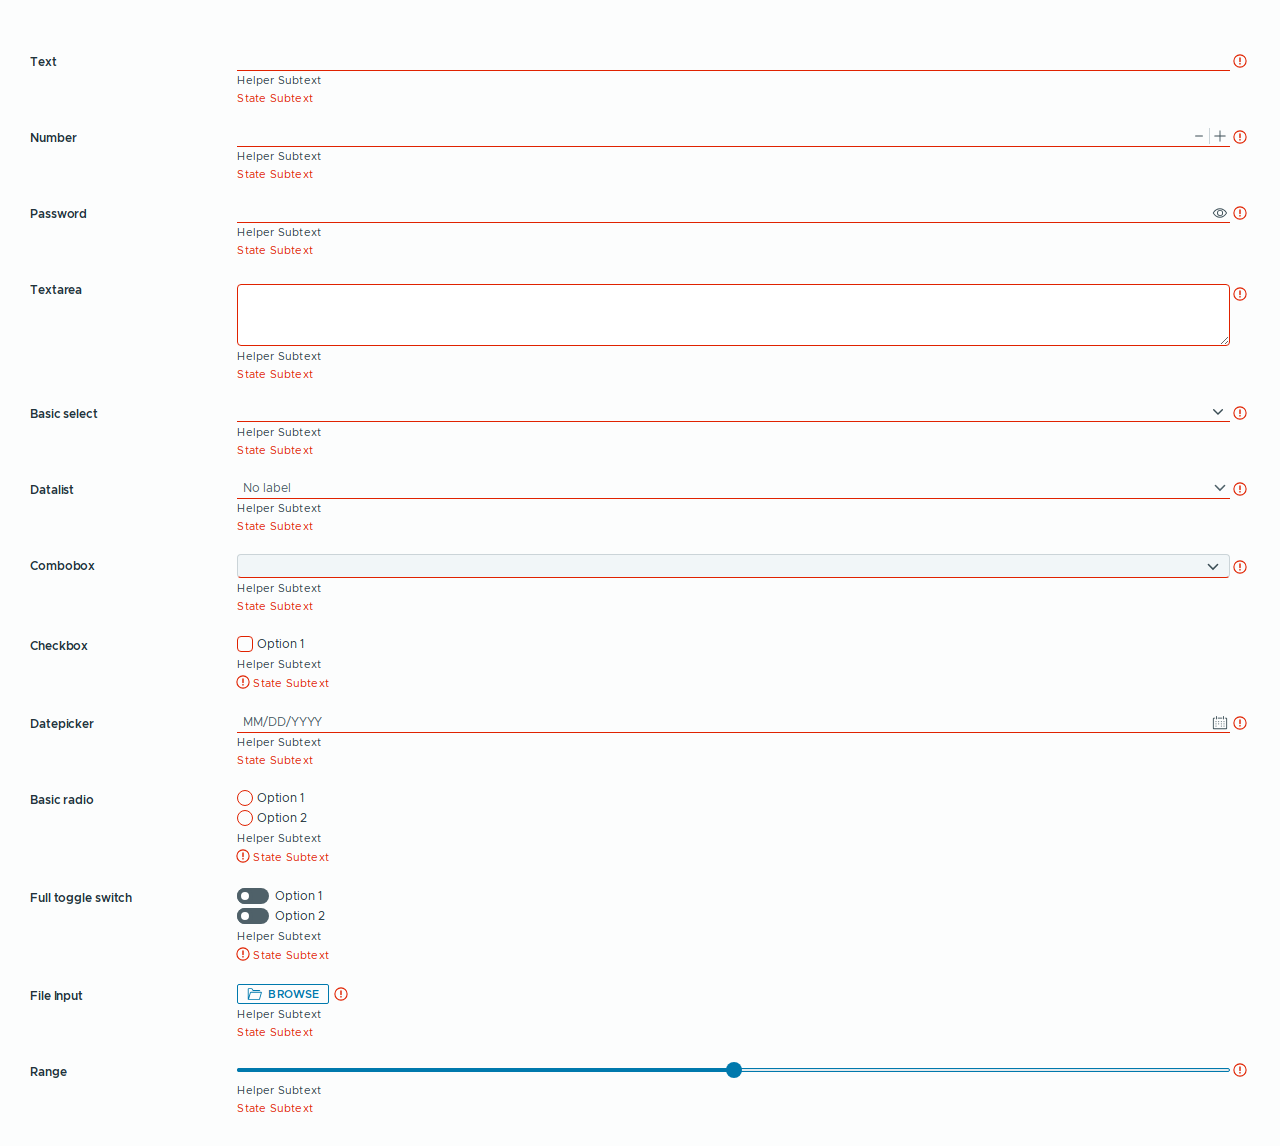 Text
Helper Subtext
State Subtext
Number
Helper Subtext
State Subtext
Password
Helper Subtext
State Subtext
Textarea
Helper Subtext
State Subtext
Basic select
Helper Subtext
State Subtext
Datalist
No label
Helper Subtext
State Subtext
Combobox
Helper Subtext
State Subtext
Checkbox
Option 1
Helper Subtext
State Subtext
Datepicker
MM/DD/YYYY
Helper Subtext
State Subtext
Basic radio
Option 1
Option 2
Helper Subtext
State Subtext
Full toggle switch
Option 1
Option 2
Helper Subtext
State Subtext
File Input
BROWSE
Helper Subtext
State Subtext
Range
Helper Subtext
State Subtext